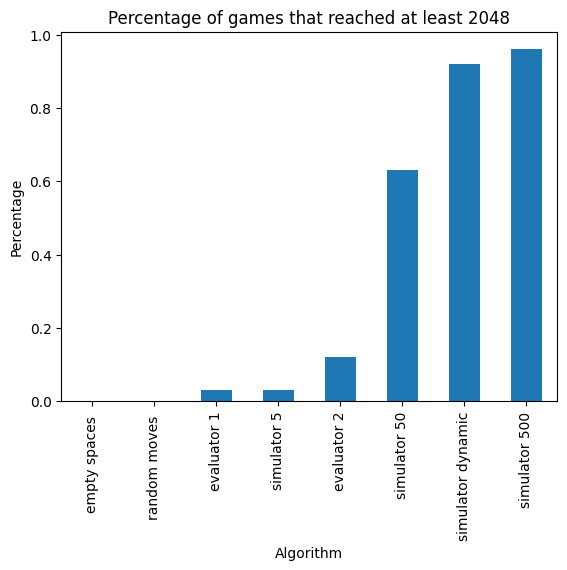 Percentage of games that reached at least 2048
1.0
0.8
0.6
0.4
0.2
0.0
Percentage
empty spaces
random moves
evaluator 1
simulator 5
evaluator 2
simulator 50
simulator dynamic
simulator 500
Algorithm